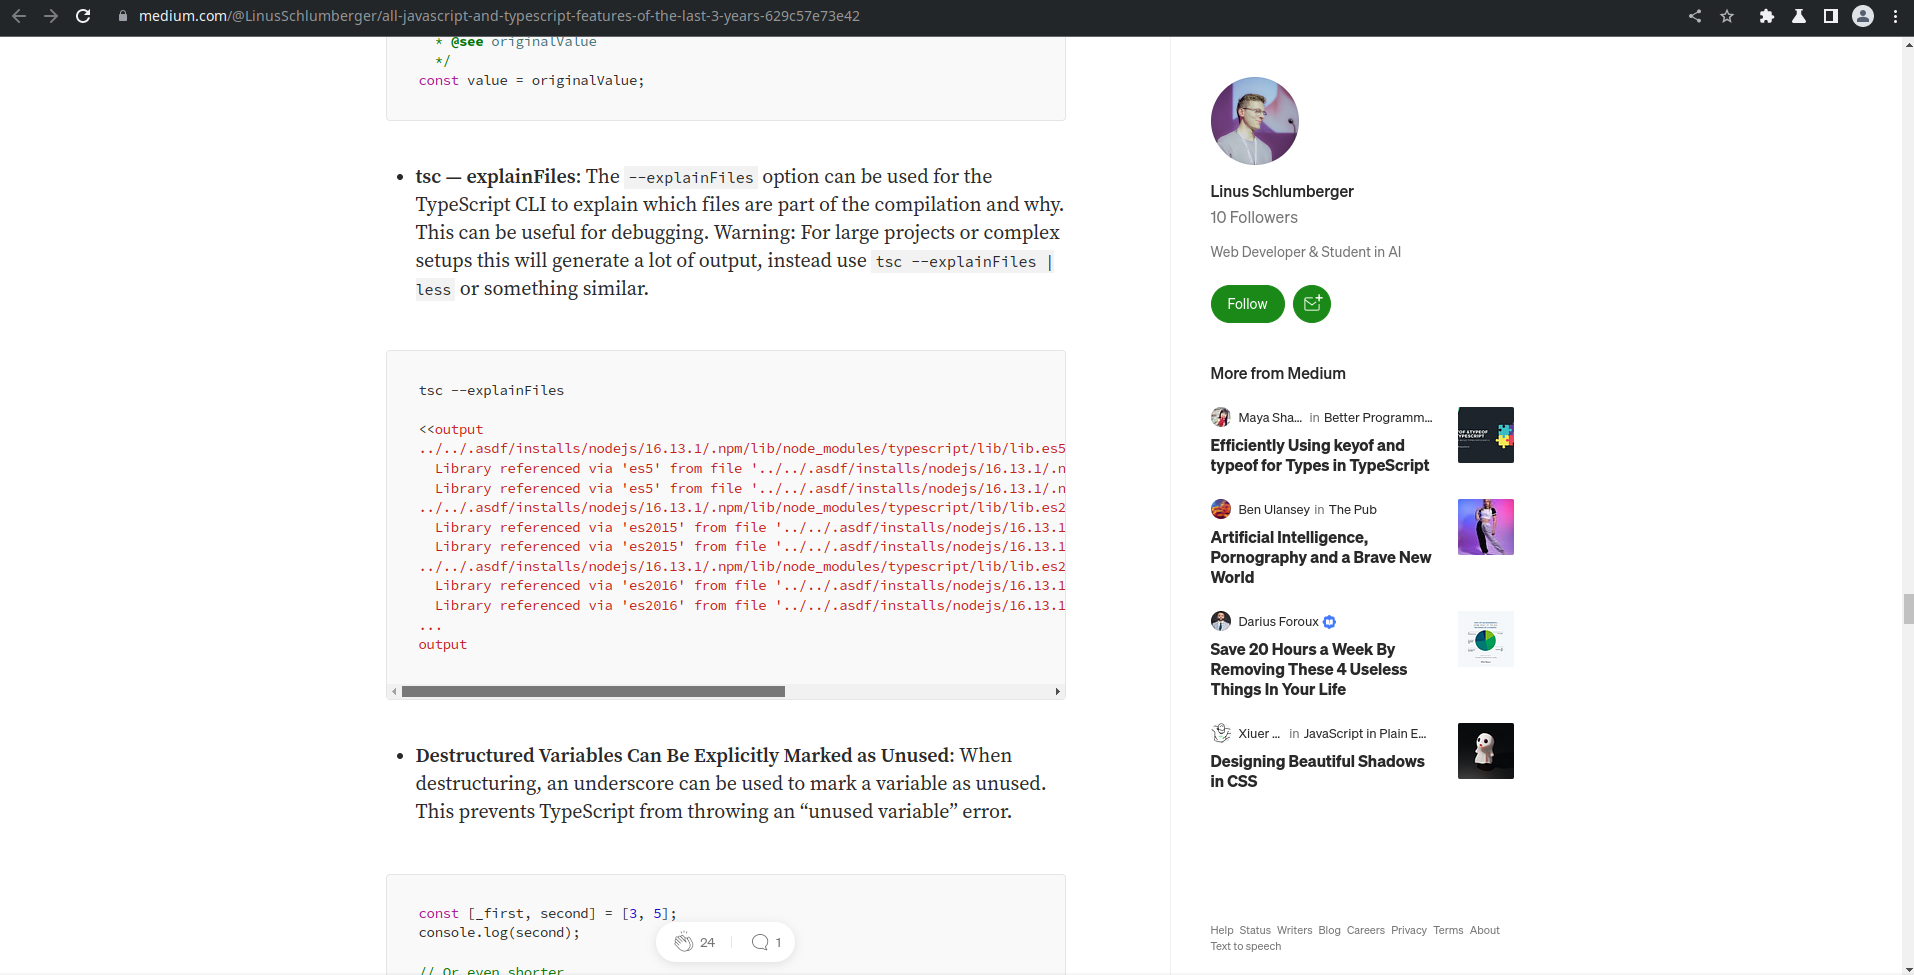 medium.com/@LinusSchlumberger/all-javascript-and-typescript-features-of-the-last-3-years-629c57e73e42
* @see originalValue
*/
const value = originalValue;
• tsc — explainFiles: The --explainFiles option can be used for the
TypeScript CLI to explain which files are part of the compilation and why.
This can be useful for debugging. Warning: For large projects or complex
setups this will generate a lot of output, instead use tsc --explainFiles |
less or something similar.
tsc --explainFiles
<<output
../../.asdf/installs/nodejs/16.13.1/.npm/lib/node_modules/typescript/lib/lib.es5
Library referenced via 'es5' from file '../../.asdf/installs/nodejs/16.13.1/.n
Library referenced via 'es5' from file '../../.asdf/installs/nodejs/16.13.1/.n
../../.asdf/installs/nodejs/16.13.1/.npm/lib/node_modules/typescript/lib/lib.es2
Library referenced via 'es2015' from file '../../.asdf/installs/nodejs/16.13.1
Library referenced via 'es2015' from file '../../.asdf/installs/nodejs/16.13.1
../../.asdf/installs/nodejs/16.13.1/.npm/lib/node_modules/typescript/lib/lib.es2
Library referenced via 'es2016' from file '../../.asdf/installs/nodejs/16.13.1
Library referenced via 'es2016' from file '../../.asdf/installs/nodejs/16.13.1
...
output
• Destructured Variables Can Be Explicitly Marked as Unused: When
destructuring, an underscore can be used to mark a variable as unused.
This prevents TypeScript from throwing an “unused variable” error.
const [_first, second] = [3, 5];
console.log(second);
// Or even shorter
24
1
Linus Schlumberger
10 Followers
Web Developer & Student in AI
Follow
More from Medium
Maya Sha... in Better Programm...
Efficiently Using keyof and
typeof for Types in TypeScript
Ben Ulansey in The Pub
Artificial Intelligence,
Pornography and a Brave New
World
Darius Foroux
Save 20 Hours a Week By
Removing These 4 Useless
Things In Your Life
Xiuer ... in JavaScript in Plain E...
Designing Beautiful Shadows
in CSS
Help Status Writers Blog Careers Privacy Terms About
Text to speech